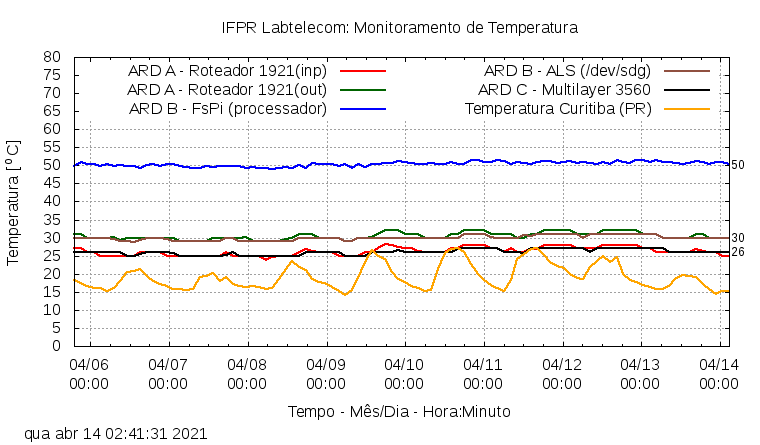 IFPR Labtelecom: Monitoramento de Temperatura
ARD A - Roteador 1921(inp)
ARD A - Roteador 1921(out)
ARD B - FsPi (processador)
ARD B - ALS (/dev/sdg)
ARD C - Multilayer 3560
Temperatura Curitiba (PR)
Temperatura [ °C]
80
75
70
65
60
55
50
45
40
35
30
25
20
15
10
5
0
50
30
26
04/06 04/07 04/08 04/09 04/10 04/11 04/12 04/13 04/14
00:00 00:00 00:00 00:00 00:00 00:00 00:00 00:00 00:00
Tempo - Mês/Dia - Hora:Minuto
qua abr 14 02:41:31 2021